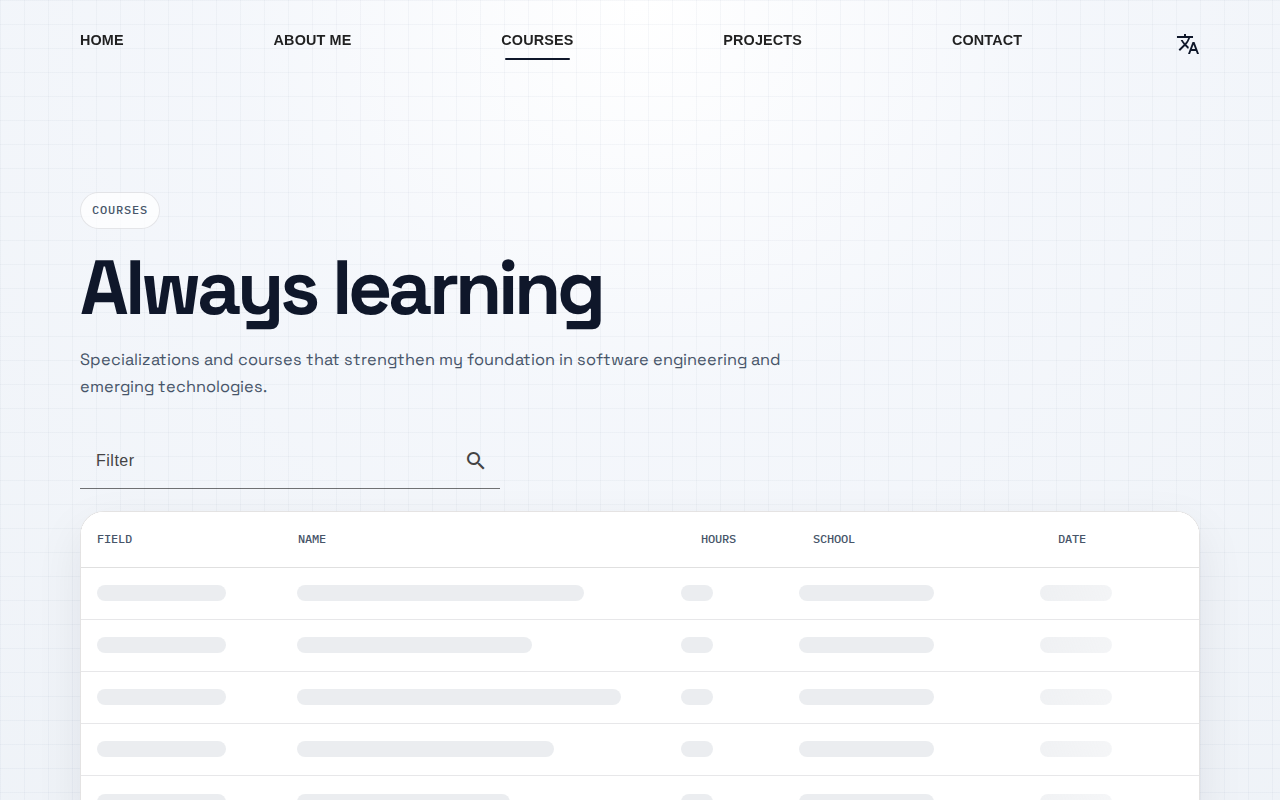 HOME ABOUT ME COURSES PROJECTS CONTACT
COURSES
Always learning
Specializations and courses that strengthen my foundation in software engineering and
emerging technologies.
Filter
FIELD NAME HOURS SCHOOL DATE